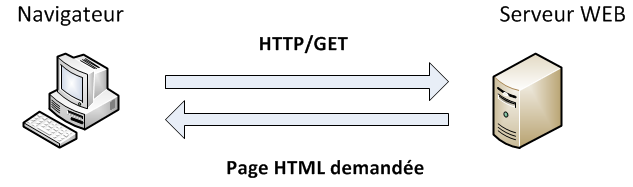 Navigateur
Serveur WEB
HTTP/GET
Page HTML demandée